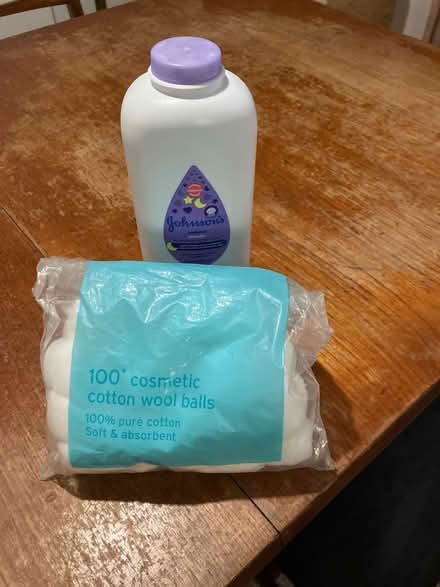 Johnson's
100* cosmetic
cotton wool balls
100% pure cotton
Soft & absorbent